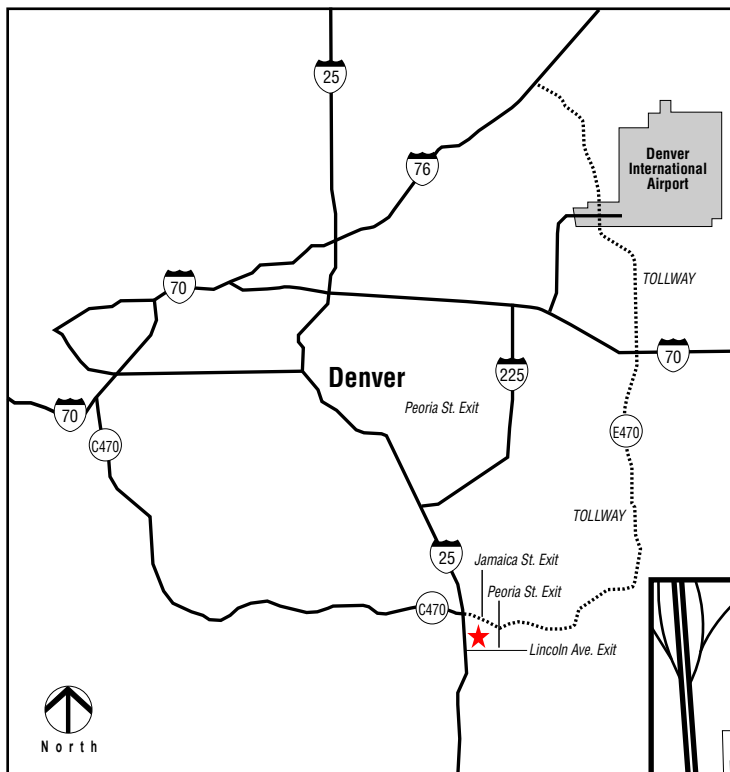 25
Denver
International
Airport
76
TOLLWAY
70
Denver
225
70
Peoria St. Exit
70
E470
C470
TOLLWAY
25
Jamaica St. Exit
Peoria St. Exit
C470
Lincoln Ave. Exit
North